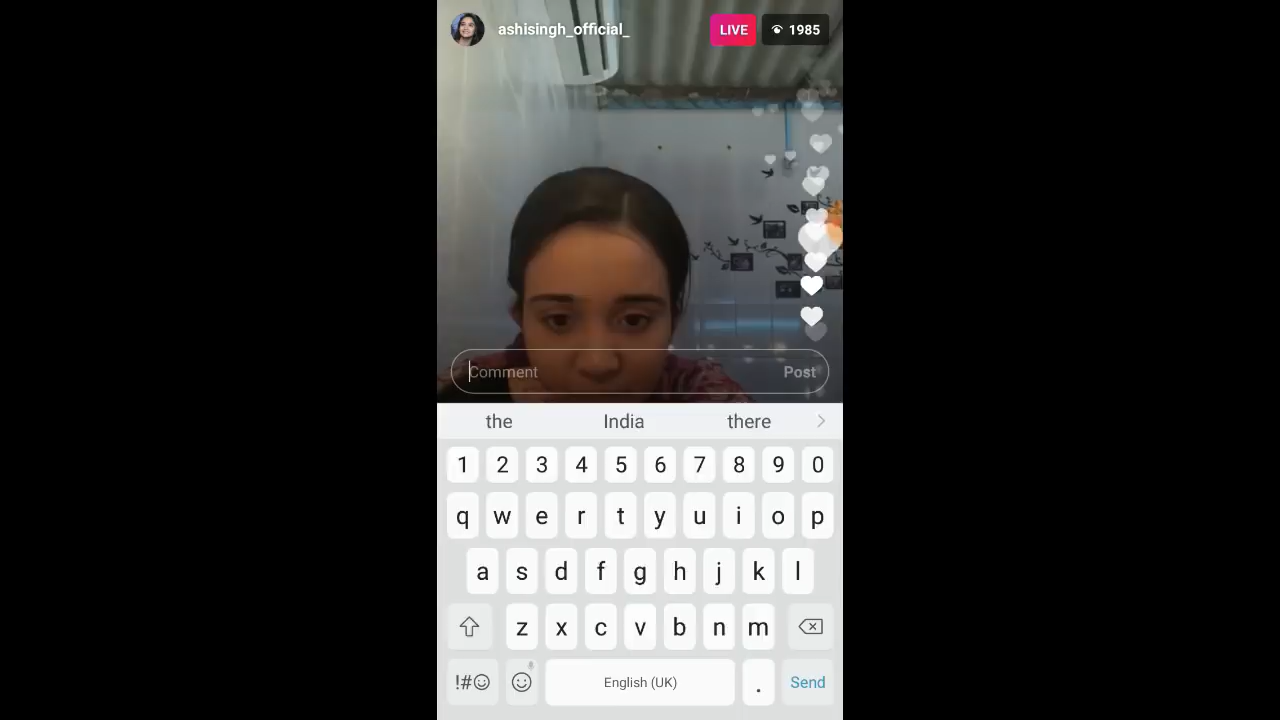 ashisingh_official_ LIVE 1985
Comment Post
the India there
1 2 3 4 5 6 7 8 9 0
q w e r t y u i o p
a s d f g h j k l
z x c v b n m
!#☺ English (UK) . Send